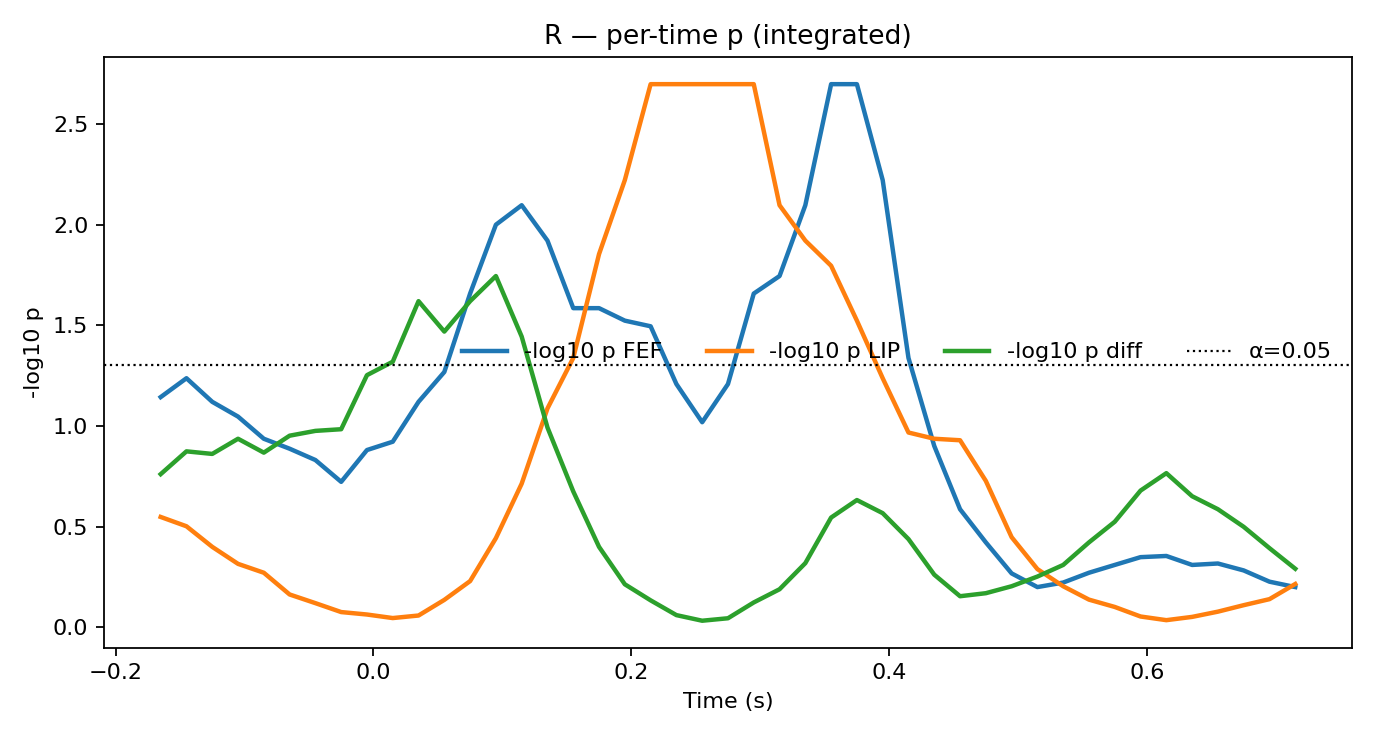 R — per-time p (integrated)
-log10 p
2.5
2.0
1.5
1.0
0.5
0.0
-log10 p FEF
-log10 p LIP
-log10 p diff
α=0.05
−0.2
0.0
0.2
0.4
0.6
Time (s)